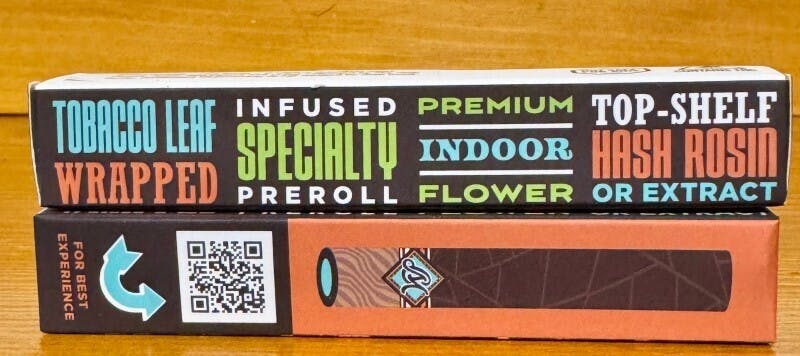 TOBACCO LEAF
WRAPPED
INFUSED
SPECIALTY
PREROLL
PREMIUM
INDOOR
FLOWER
TOP-SHELF
HASH ROSIN
OR EXTRACT
FOR BEST
EXPERIENCE